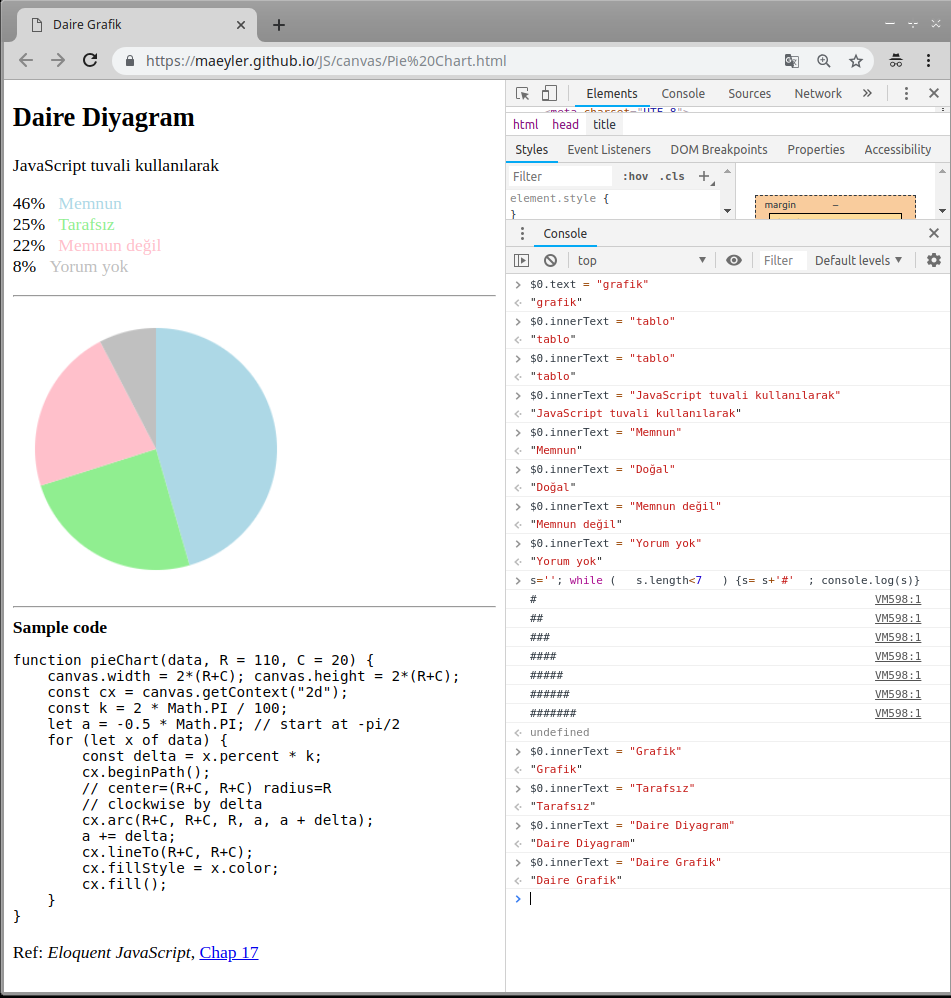 Daire Grafik
https://maeyler.github.io/JS/canvas/Pie%20Chart.html
Daire Diyagram
JavaScript tuvali kullanılarak
46% Memnun
25% Tarafsız
22% Memnun değil
8% Yorum yok
Sample code
function pieChart(data, R = 110, C = 20) {
    canvas.width = 2*(R+C); canvas.height = 2*(R+C);
    const cx = canvas.getContext("2d");
    const k = 2 * Math.PI / 100;
    let a = -0.5 * Math.PI; // start at -pi/2
    for (let x of data) {
        const delta = x.percent * k;
        cx.beginPath();
        // center=(R+C, R+C) radius=R
        // clockwise by delta
        cx.arc(R+C, R+C, R, a, a + delta);
        a += delta;
        cx.lineTo(R+C, R+C);
        cx.fillStyle = x.color;
        cx.fill();
    }
}
Ref: Eloquent JavaScript, Chap 17
Elements Console Sources Network »
<meta charset="UTF-8">
html head title
Styles Event Listeners DOM Breakpoints Properties Accessibility
Filter :hov .cls +
element.style {
}
margin –
Console
top Filter Default levels
> $0.text = "grafik"
"grafik"
> $0.innerText = "tablo"
"tablo"
> $0.innerText = "tablo"
"tablo"
> $0.innerText = "JavaScript tuvali kullanılarak"
"JavaScript tuvali kullanılarak"
> $0.innerText = "Memnun"
"Memnun"
> $0.innerText = "Doğal"
"Doğal"
> $0.innerText = "Memnun değil"
"Memnun değil"
> $0.innerText = "Yorum yok"
"Yorum yok"
> s=''; while (   s.length<7   ) {s= s+'#'  ; console.log(s)}
# VM598:1
## VM598:1
### VM598:1
#### VM598:1
##### VM598:1
###### VM598:1
####### VM598:1
undefined
> $0.innerText = "Grafik"
"Grafik"
> $0.innerText = "Tarafsız"
"Tarafsız"
> $0.innerText = "Daire Diyagram"
"Daire Diyagram"
> $0.innerText = "Daire Grafik"
"Daire Grafik"
>